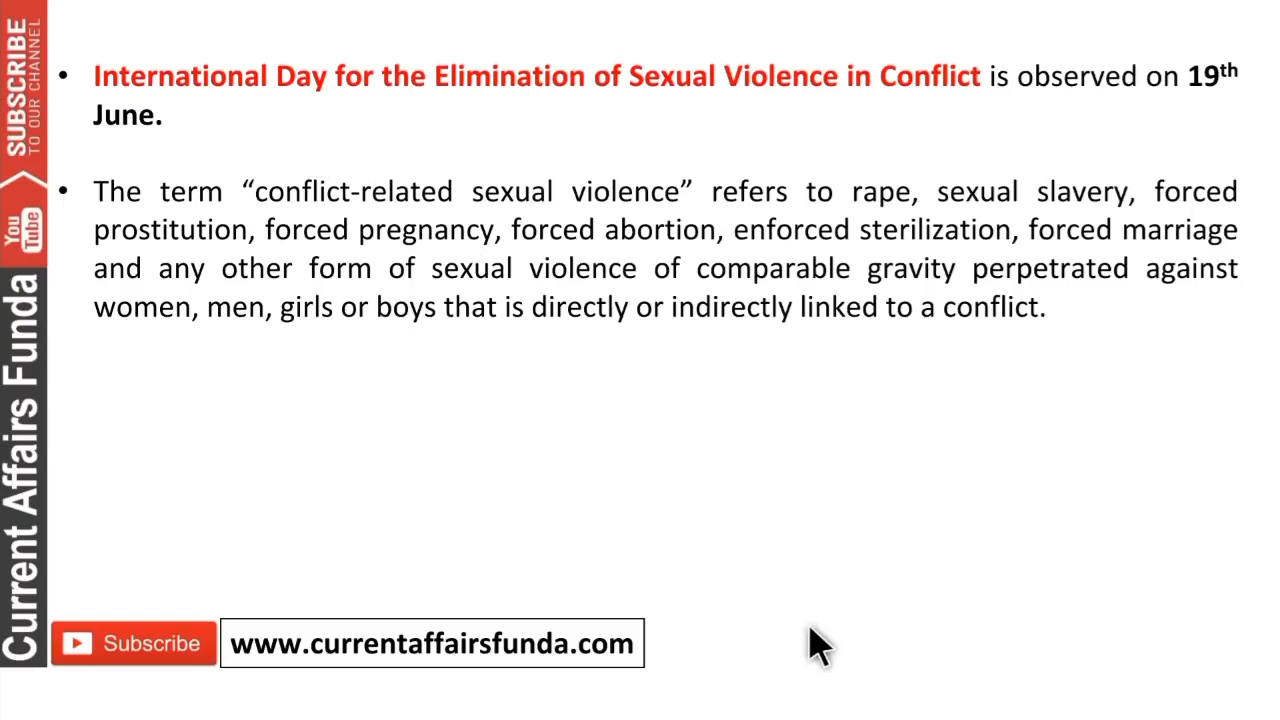 • International Day for the Elimination of Sexual Violence in Conflict is observed on 19th
June.
• The term “conflict-related sexual violence” refers to rape, sexual slavery, forced
prostitution, forced pregnancy, forced abortion, enforced sterilization, forced marriage
and any other form of sexual violence of comparable gravity perpetrated against
women, men, girls or boys that is directly or indirectly linked to a conflict.
SUBSCRIBE
TO OUR CHANNEL
You
Tube
Current Affairs Funda
Subscribe
www.currentaffairsfunda.com